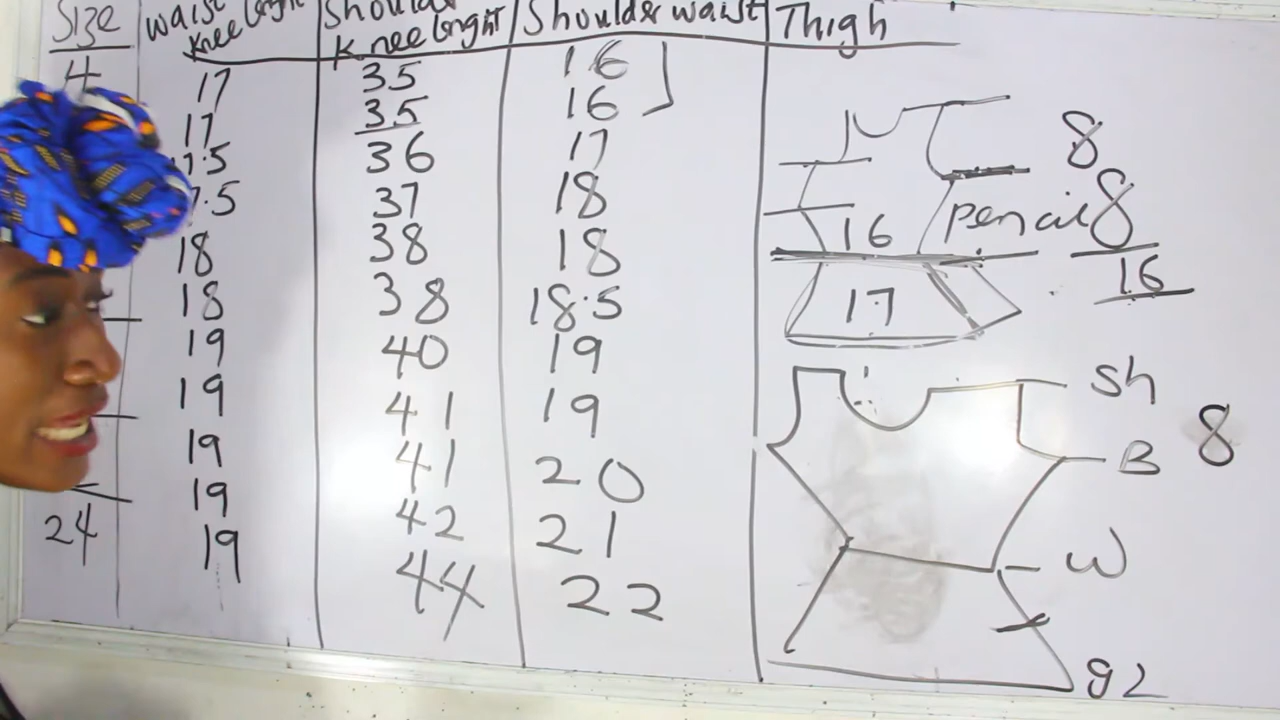 Size waist Knee lenght Shoulder Knee lenght Shoulder waist Thigh
4 17 35 16
17 35 16
36 17
37 18
18 38 18
18 38 18.5
19 40 19
19 41 19
19 41 20
19 42 21
24 19 44 22
8
pencil 8
16 16
17
Sh
B 8
W
gL